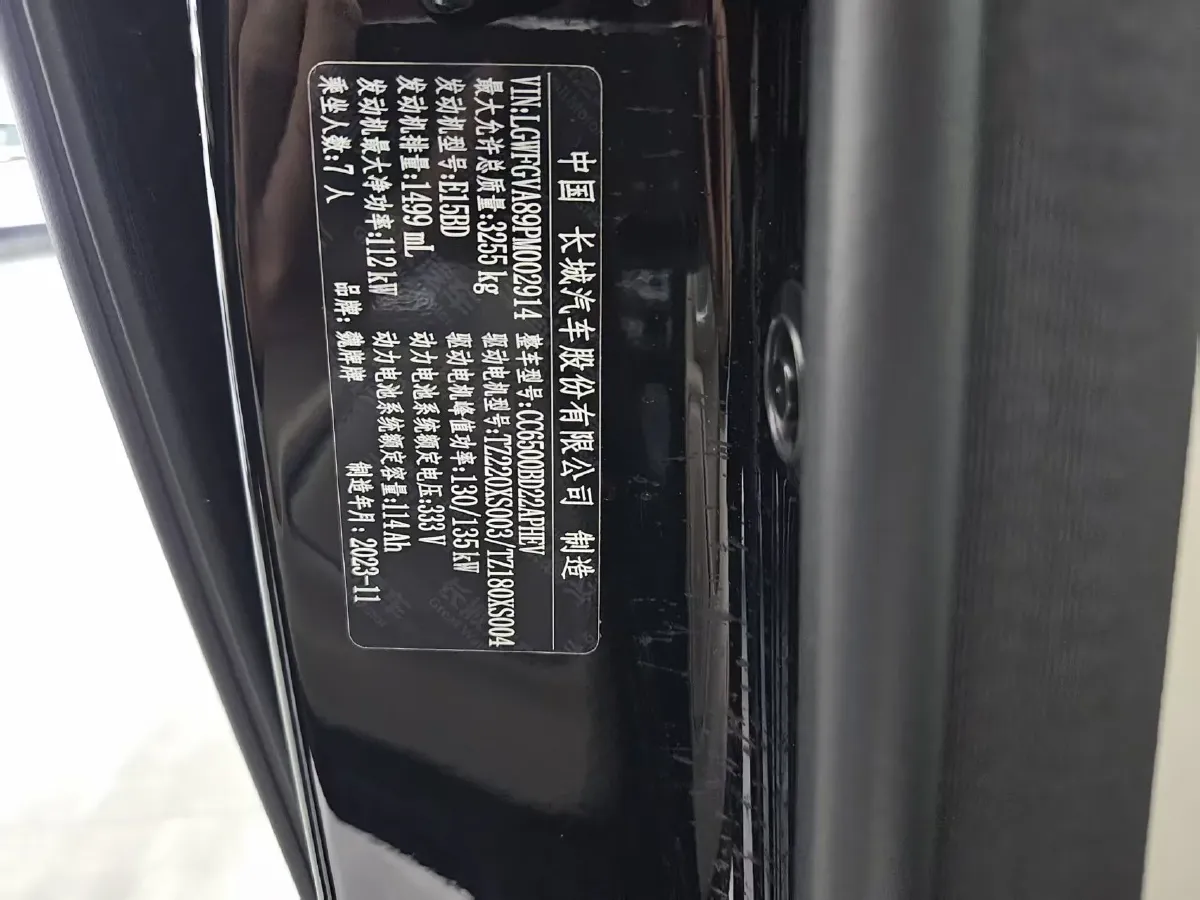 中国 长城汽车股份有限公司 制造
VIN:LGWFGVA89PM002914 整车型号:CC6500BD22APHEV
最大允许总质量:3255 kg 驱动电机型号:TZ220XS003/TZ180XS004
发动机型号:E15BD 驱动电机峰值功率:130/135 kW
发动机排量:1499 mL 动力电池系统额定电压:333 V
发动机最大净功率:112 kW 动力电池系统额定容量:114 Ah
乘坐人数:7 人 品牌:魏牌牌 制造年月:2023-11